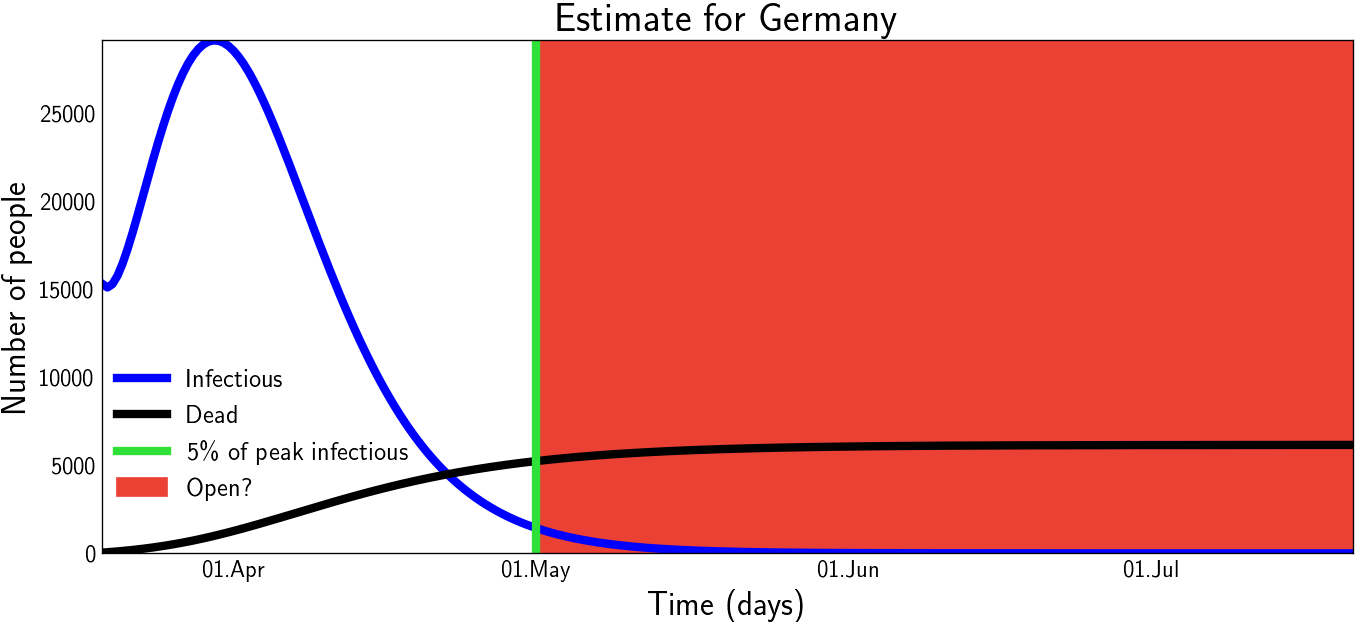 Estimate for Germany
Number of people
25000
20000
15000
10000
5000
0
Infectious
Dead
5% of peak infectious
Open?
01.Apr 01.May 01.Jun 01.Jul
Time (days)